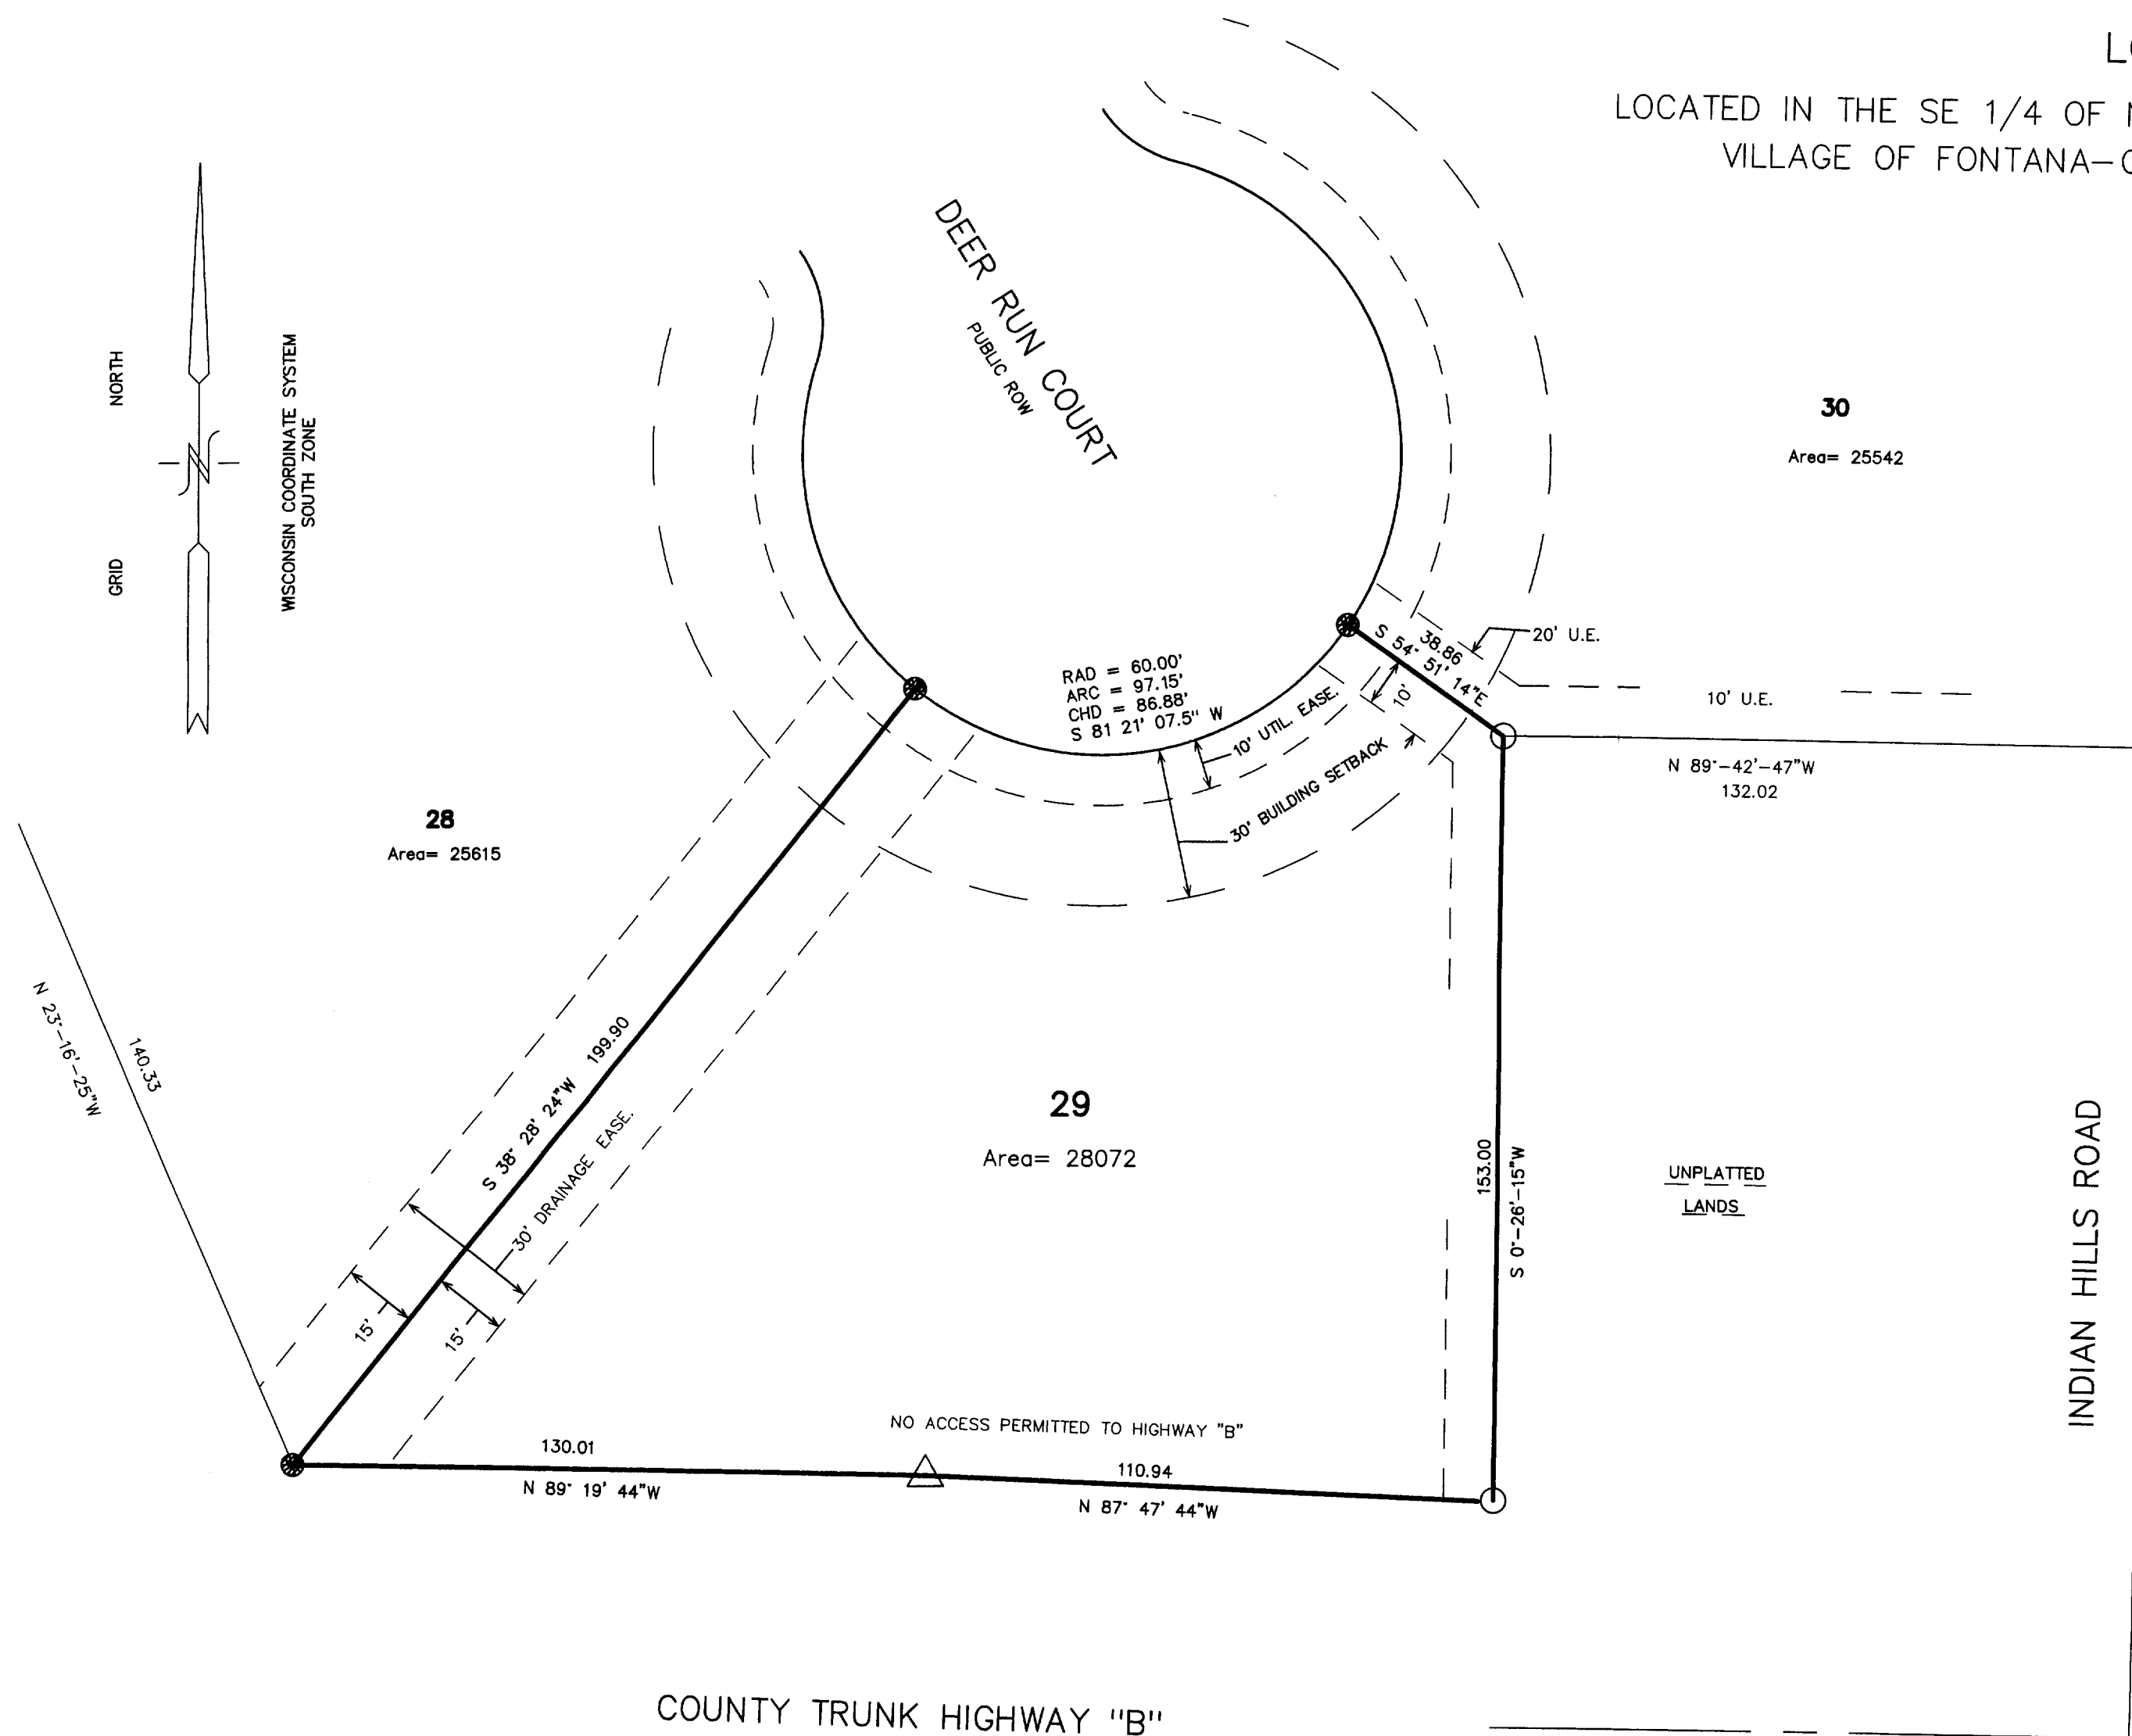 LOCATED IN THE SE 1/4 OF
VILLAGE OF FONTANA-
NORTH
GRID
WISCONSIN COORDINATE SYSTEM
SOUTH ZONE
DEER RUN COURT
PUBLIC ROW
30
Area= 25542
RAD = 60.00'
ARC = 97.15'
CHD = 86.88'
S 81 21' 07.5" W
38.86
S 54° 51' 14"E
20' U.E.
10' U.E.
10'
10' UTIL. EASE.
30' BUILDING SETBACK
N 89°-42'-47"W
132.02
28
Area= 25615
N 23°-16'-25"W
140.33
S 38° 28' 24"W 199.90
30' DRAINAGE EASE.
15'
15'
29
Area= 28072
153.00
S 0°-26'-15"W
UNPLATTED
LANDS
INDIAN HILLS ROAD
NO ACCESS PERMITTED TO HIGHWAY "B"
130.01
N 89° 19' 44"W
110.94
N 87° 47' 44"W
COUNTY TRUNK HIGHWAY "B"